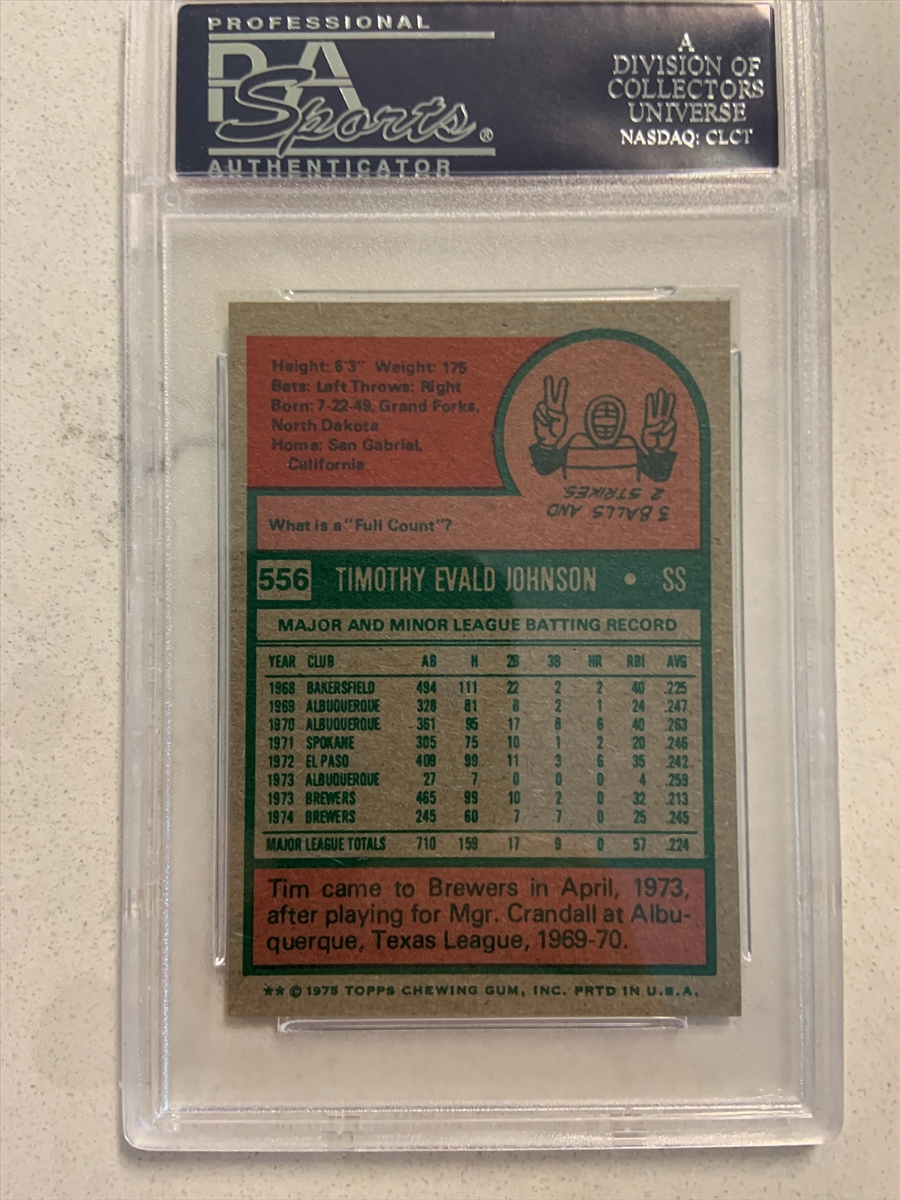 PROFESSIONAL
PSA
Sports®
AUTHENTICATOR
A
DIVISION OF
COLLECTORS
UNIVERSE
NASDAQ: CLCT
Height: 6'3" Weight: 175
Bats: Left Throws: Right
Born: 7-22-49, Grand Forks,
North Dakota
Home: San Gabriel,
California
3 BALLS AND
2 STRIKES.
What is a "Full Count"?
556 TIMOTHY EVALD JOHNSON • SS
MAJOR AND MINOR LEAGUE BATTING RECORD
YEAR CLUB AB H 2B 3B HR RBI AVG
1968 BAKERSFIELD 494 111 22 2 2 40 .225
1969 ALBUQUERQUE 328 81 8 2 1 24 .247
1970 ALBUQUERQUE 361 95 17 8 6 40 .263
1971 SPOKANE 305 75 10 1 2 20 .246
1972 EL PASO 409 99 11 3 6 35 .242
1973 ALBUQUERQUE 27 7 0 0 0 4 .259
1973 BREWERS 465 99 10 2 0 32 .213
1974 BREWERS 245 60 7 7 0 25 .245
MAJOR LEAGUE TOTALS 710 159 17 9 0 57 .224
Tim came to Brewers in April, 1973,
after playing for Mgr. Crandall at Albu-
querque, Texas League, 1969-70.
** © 1975 TOPPS CHEWING GUM, INC. PRTD IN U.S.A.